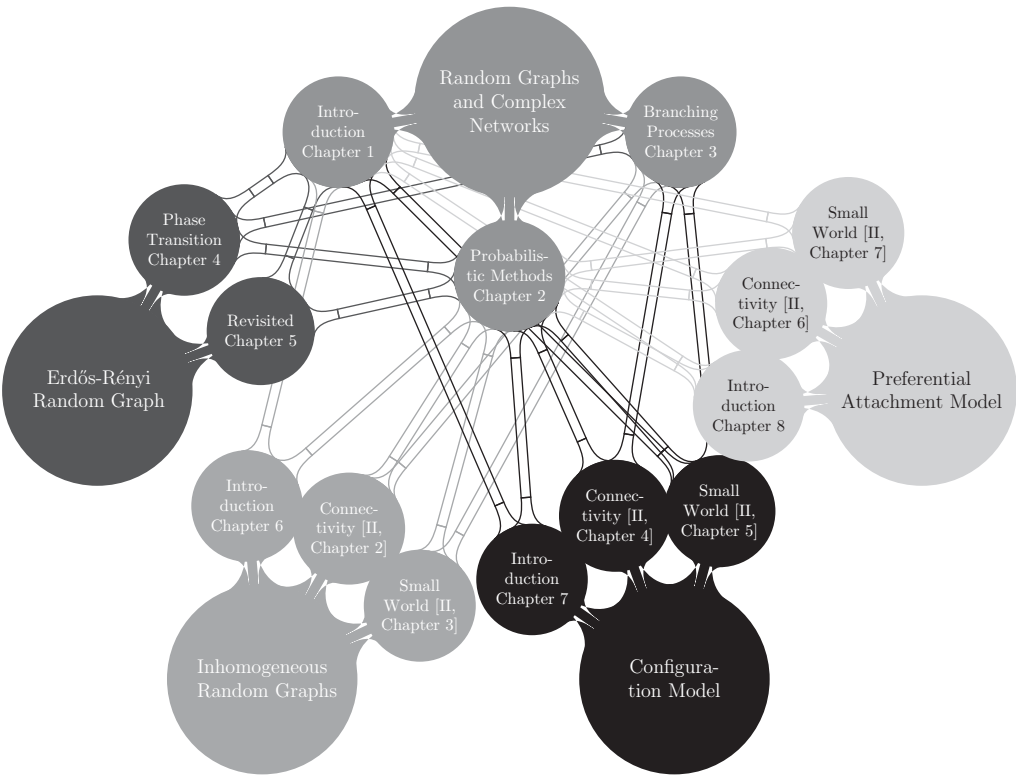 Random Graphs
and Complex
Networks
Intro-
duction
Chapter 1
Branching
Processes
Chapter 3
Phase
Transition
Chapter 4
Small
World [II,
Chapter 7]
Probabilis-
tic Methods
Chapter 2
Connec-
tivity [II,
Chapter 6]
Revisited
Chapter 5
Erdős-Rényi
Random Graph
Preferential
Attachment Model
Intro-
duction
Chapter 8
Intro-
duction
Chapter 6
Connec-
tivity [II,
Chapter 2]
Small
World [II,
Chapter 3]
Connec-
tivity [II,
Chapter 4]
Small
World [II,
Chapter 5]
Intro-
duction
Chapter 7
Inhomogeneous
Random Graphs
Configura-
tion Model